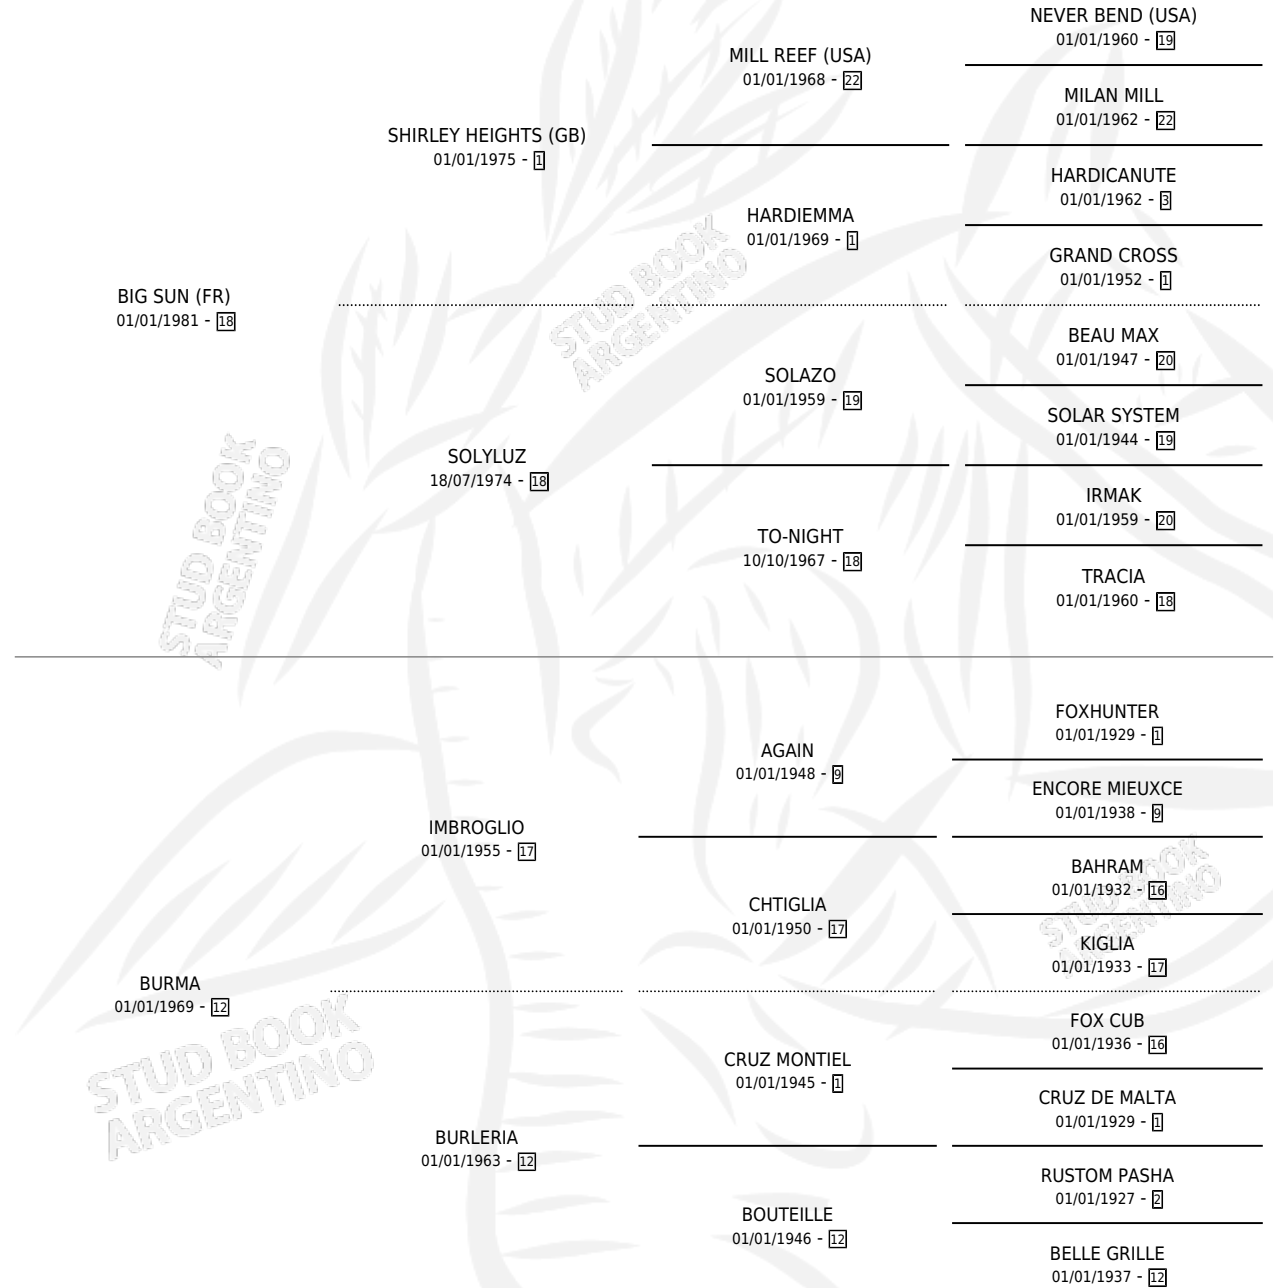 NEVER BEND (USA)
01/01/1960 - 19
MILL REEF (USA)
01/01/1968 - 22
MILAN MILL
01/01/1962 - 22
SHIRLEY HEIGHTS (GB)
01/01/1975 - 1
HARDICANUTE
01/01/1962 - 3
HARDIEMMA
01/01/1969 - 1
GRAND CROSS
01/01/1952 - 1
BIG SUN (FR)
01/01/1981 - 18
BEAU MAX
01/01/1947 - 20
SOLAZO
01/01/1959 - 19
SOLAR SYSTEM
01/01/1944 - 19
SOLYLUZ
18/07/1974 - 18
IRMAK
01/01/1959 - 20
TO-NIGHT
10/10/1967 - 18
TRACIA
01/01/1960 - 18
FOXHUNTER
01/01/1929 - 1
AGAIN
01/01/1948 - 9
ENCORE MIEUXCE
01/01/1938 - 9
IMBROGLIO
01/01/1955 - 17
BAHRAM
01/01/1932 - 16
CHTIGLIA
01/01/1950 - 17
KIGLIA
01/01/1933 - 17
BURMA
01/01/1969 - 12
FOX CUB
01/01/1936 - 16
CRUZ MONTIEL
01/01/1945 - 1
CRUZ DE MALTA
01/01/1929 - 1
BURLERIA
01/01/1963 - 12
RUSTOM PASHA
01/01/1927 - 2
BOUTEILLE
01/01/1946 - 12
BELLE GRILLE
01/01/1937 - 12
STUD BOOK
ARGENTINO
STUD BOOK
ARGENTINO
STUD BOOK
ARGENTINO
STUD BOOK
ARGENTINO